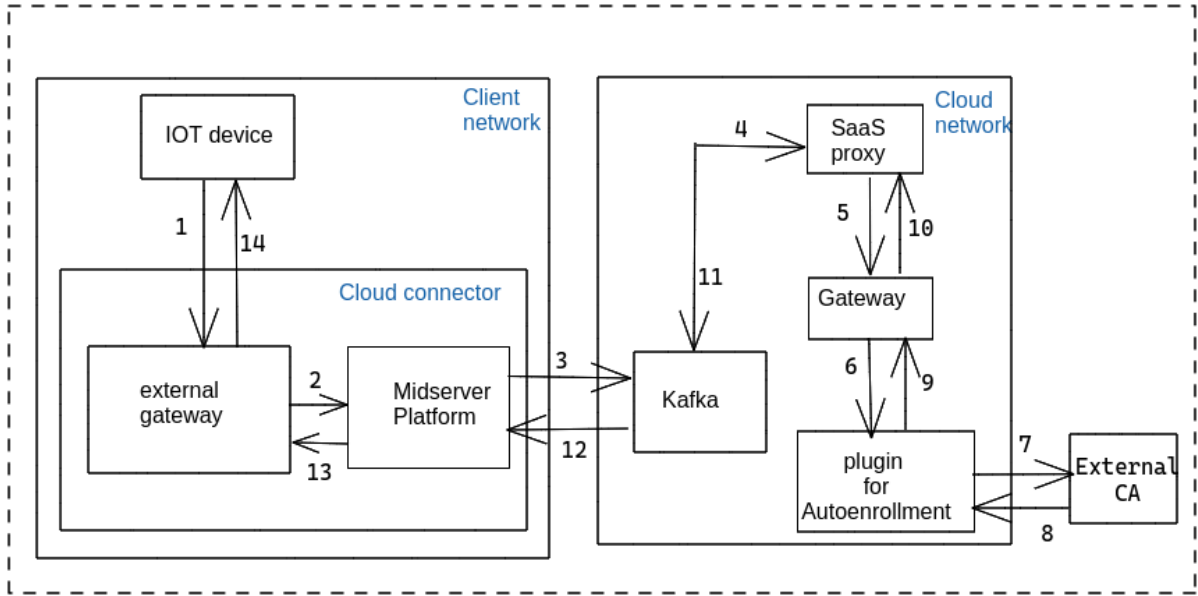 Client
network
IOT device
1
14
Cloud connector
external
gateway
2
13
Midserver
Platform
3
12
Cloud
network
4
SaaS
proxy
5
10
11
Gateway
Kafka
6
9
plugin
for
Autoenrollment
7
8
External
CA